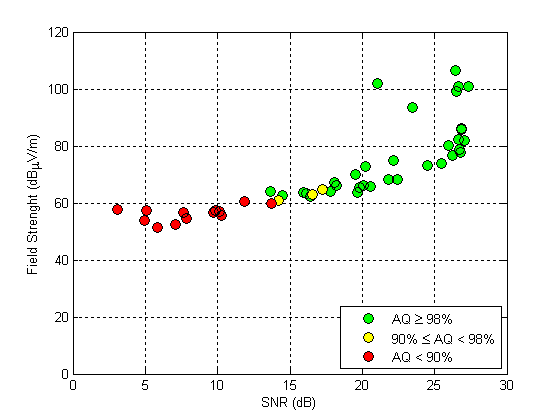 120
100
80
60
40
20
0
Field Strenght (dBμV/m)
AQ ≥ 98%
90% ≤ AQ < 98%
AQ < 90%
0 5 10 15 20 25 30
SNR (dB)